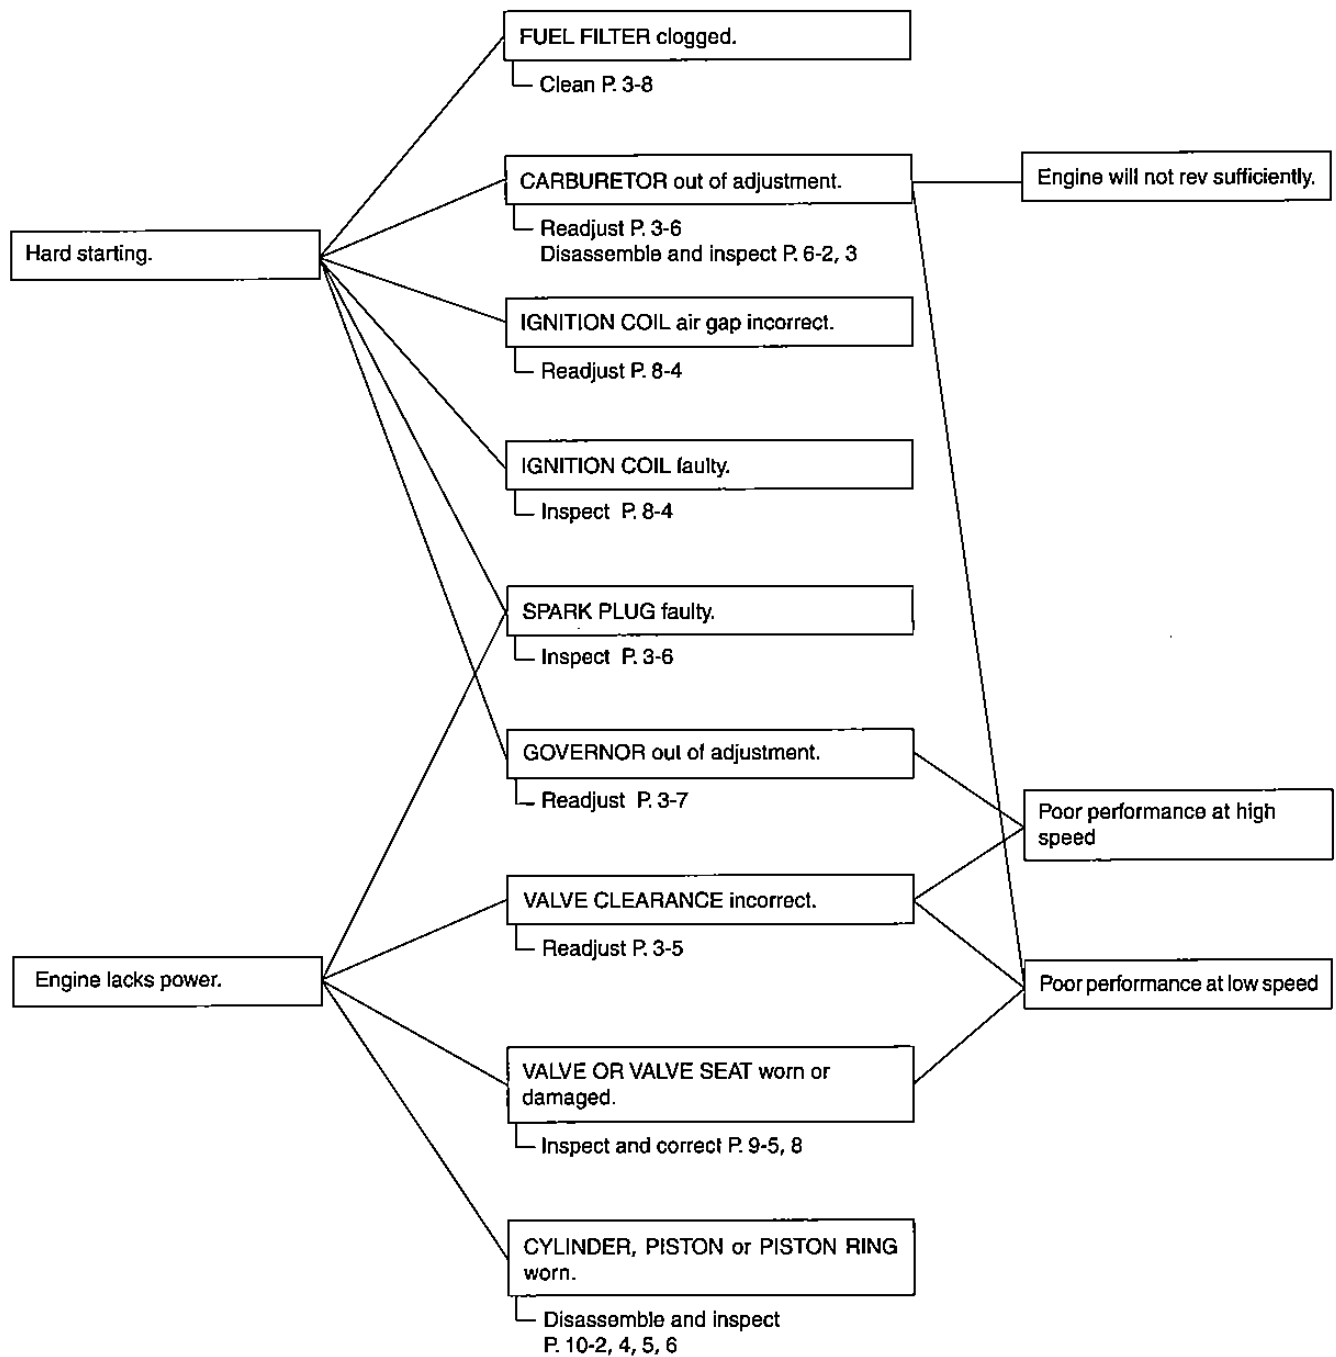 FUEL FILTER clogged.
Clean P. 3-8
CARBURETOR out of adjustment.
Engine will not rev sufficiently.
Readjust P. 3-6
Disassemble and inspect P. 6-2, 3
Hard starting.
IGNITION COIL air gap incorrect.
Readjust P. 8-4
IGNITION COIL faulty.
Inspect P. 8-4
SPARK PLUG faulty.
Inspect P. 3-6
GOVERNOR out of adjustment.
Readjust P. 3-7
Poor performance at high
speed
VALVE CLEARANCE incorrect.
Readjust P. 3-5
Engine lacks power.
Poor performance at low speed
VALVE OR VALVE SEAT worn or
damaged.
Inspect and correct P. 9-5, 8
CYLINDER, PISTON or PISTON RING
worn.
Disassemble and inspect
P. 10-2, 4, 5, 6